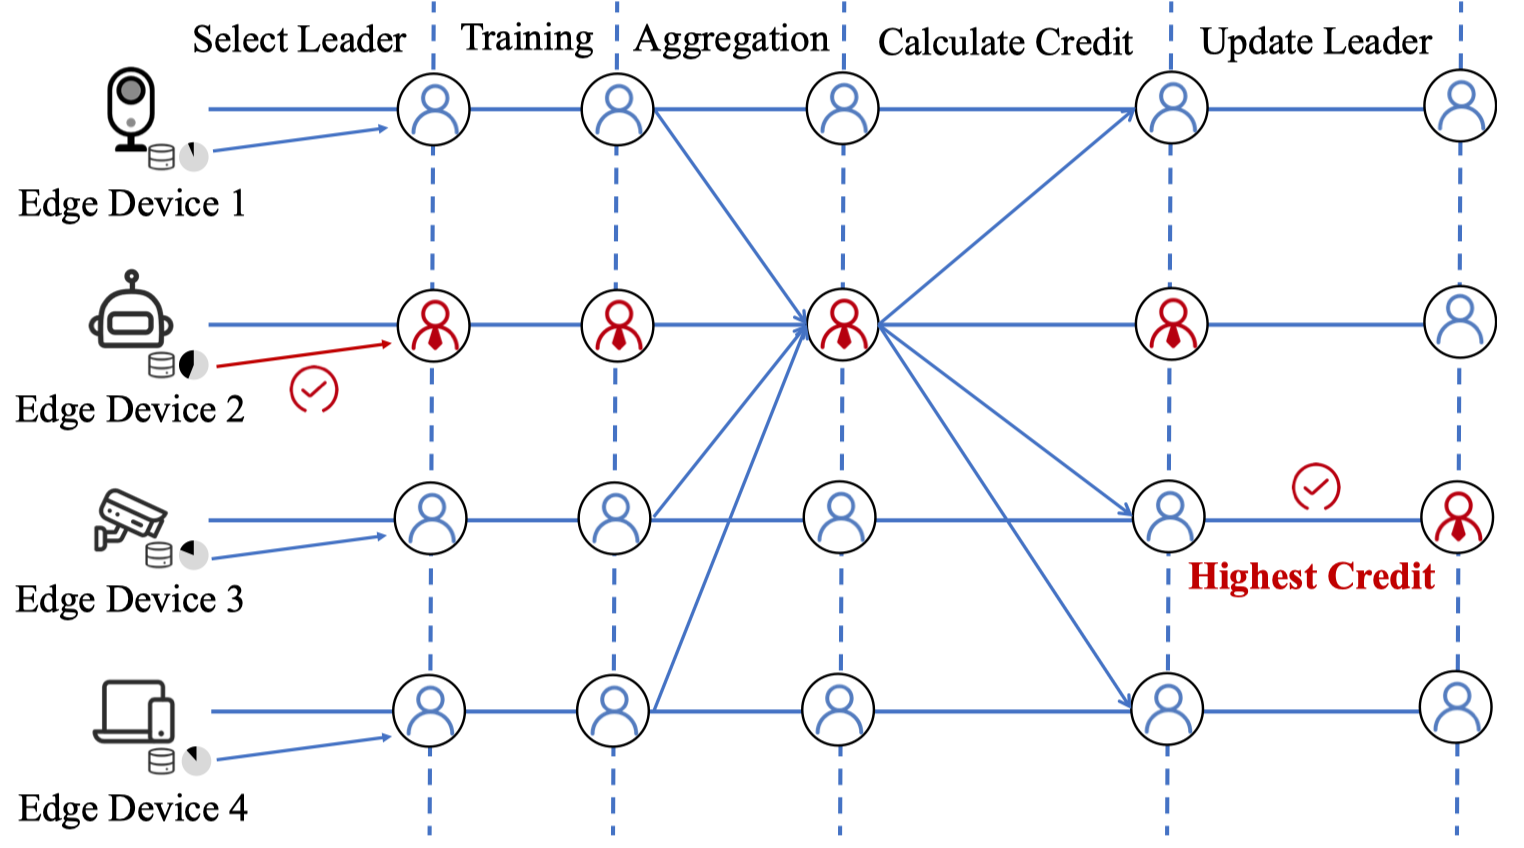 Select Leader
Training
Aggregation
Calculate Credit
Update Leader
Edge Device 1
Edge Device 2
Edge Device 3
Highest Credit
Edge Device 4